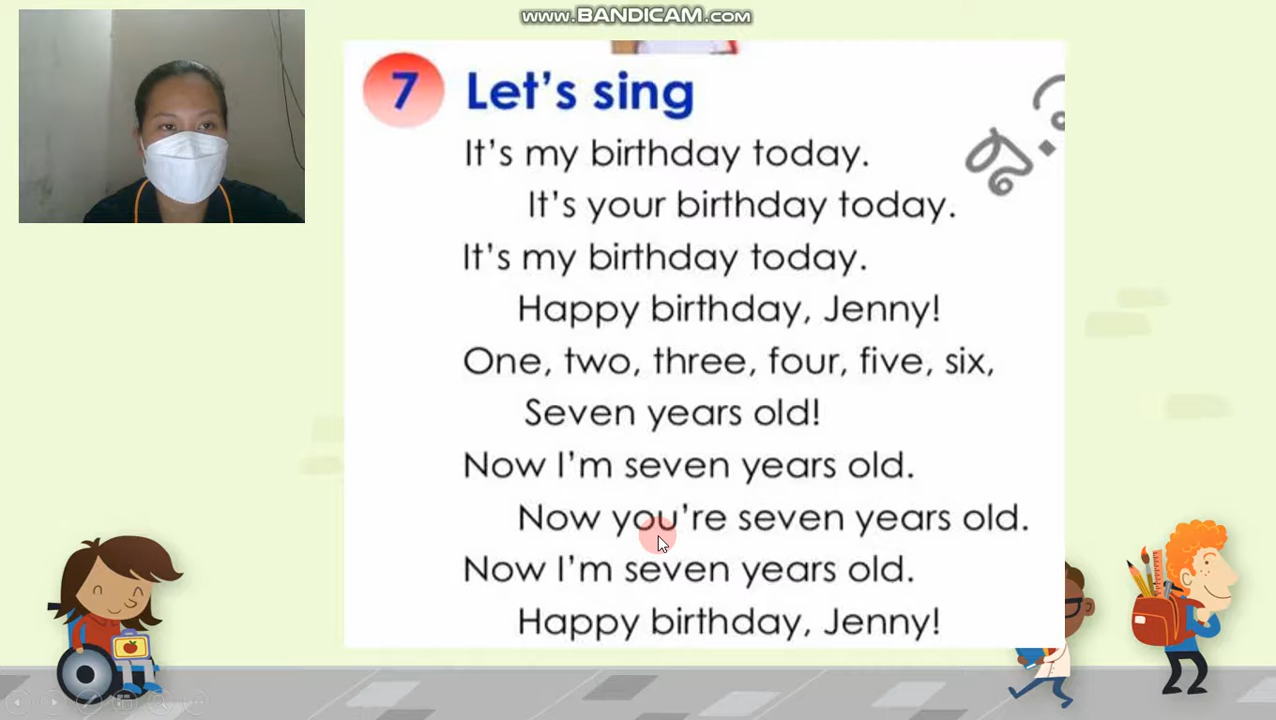 www.BANDICAM.com
7 Let's sing
It's my birthday today.
It's your birthday today.
It's my birthday today.
Happy birthday, Jenny!
One, two, three, four, five, six,
Seven years old!
Now I'm seven years old.
Now you're seven years old.
Now I'm seven years old.
Happy birthday, Jenny!